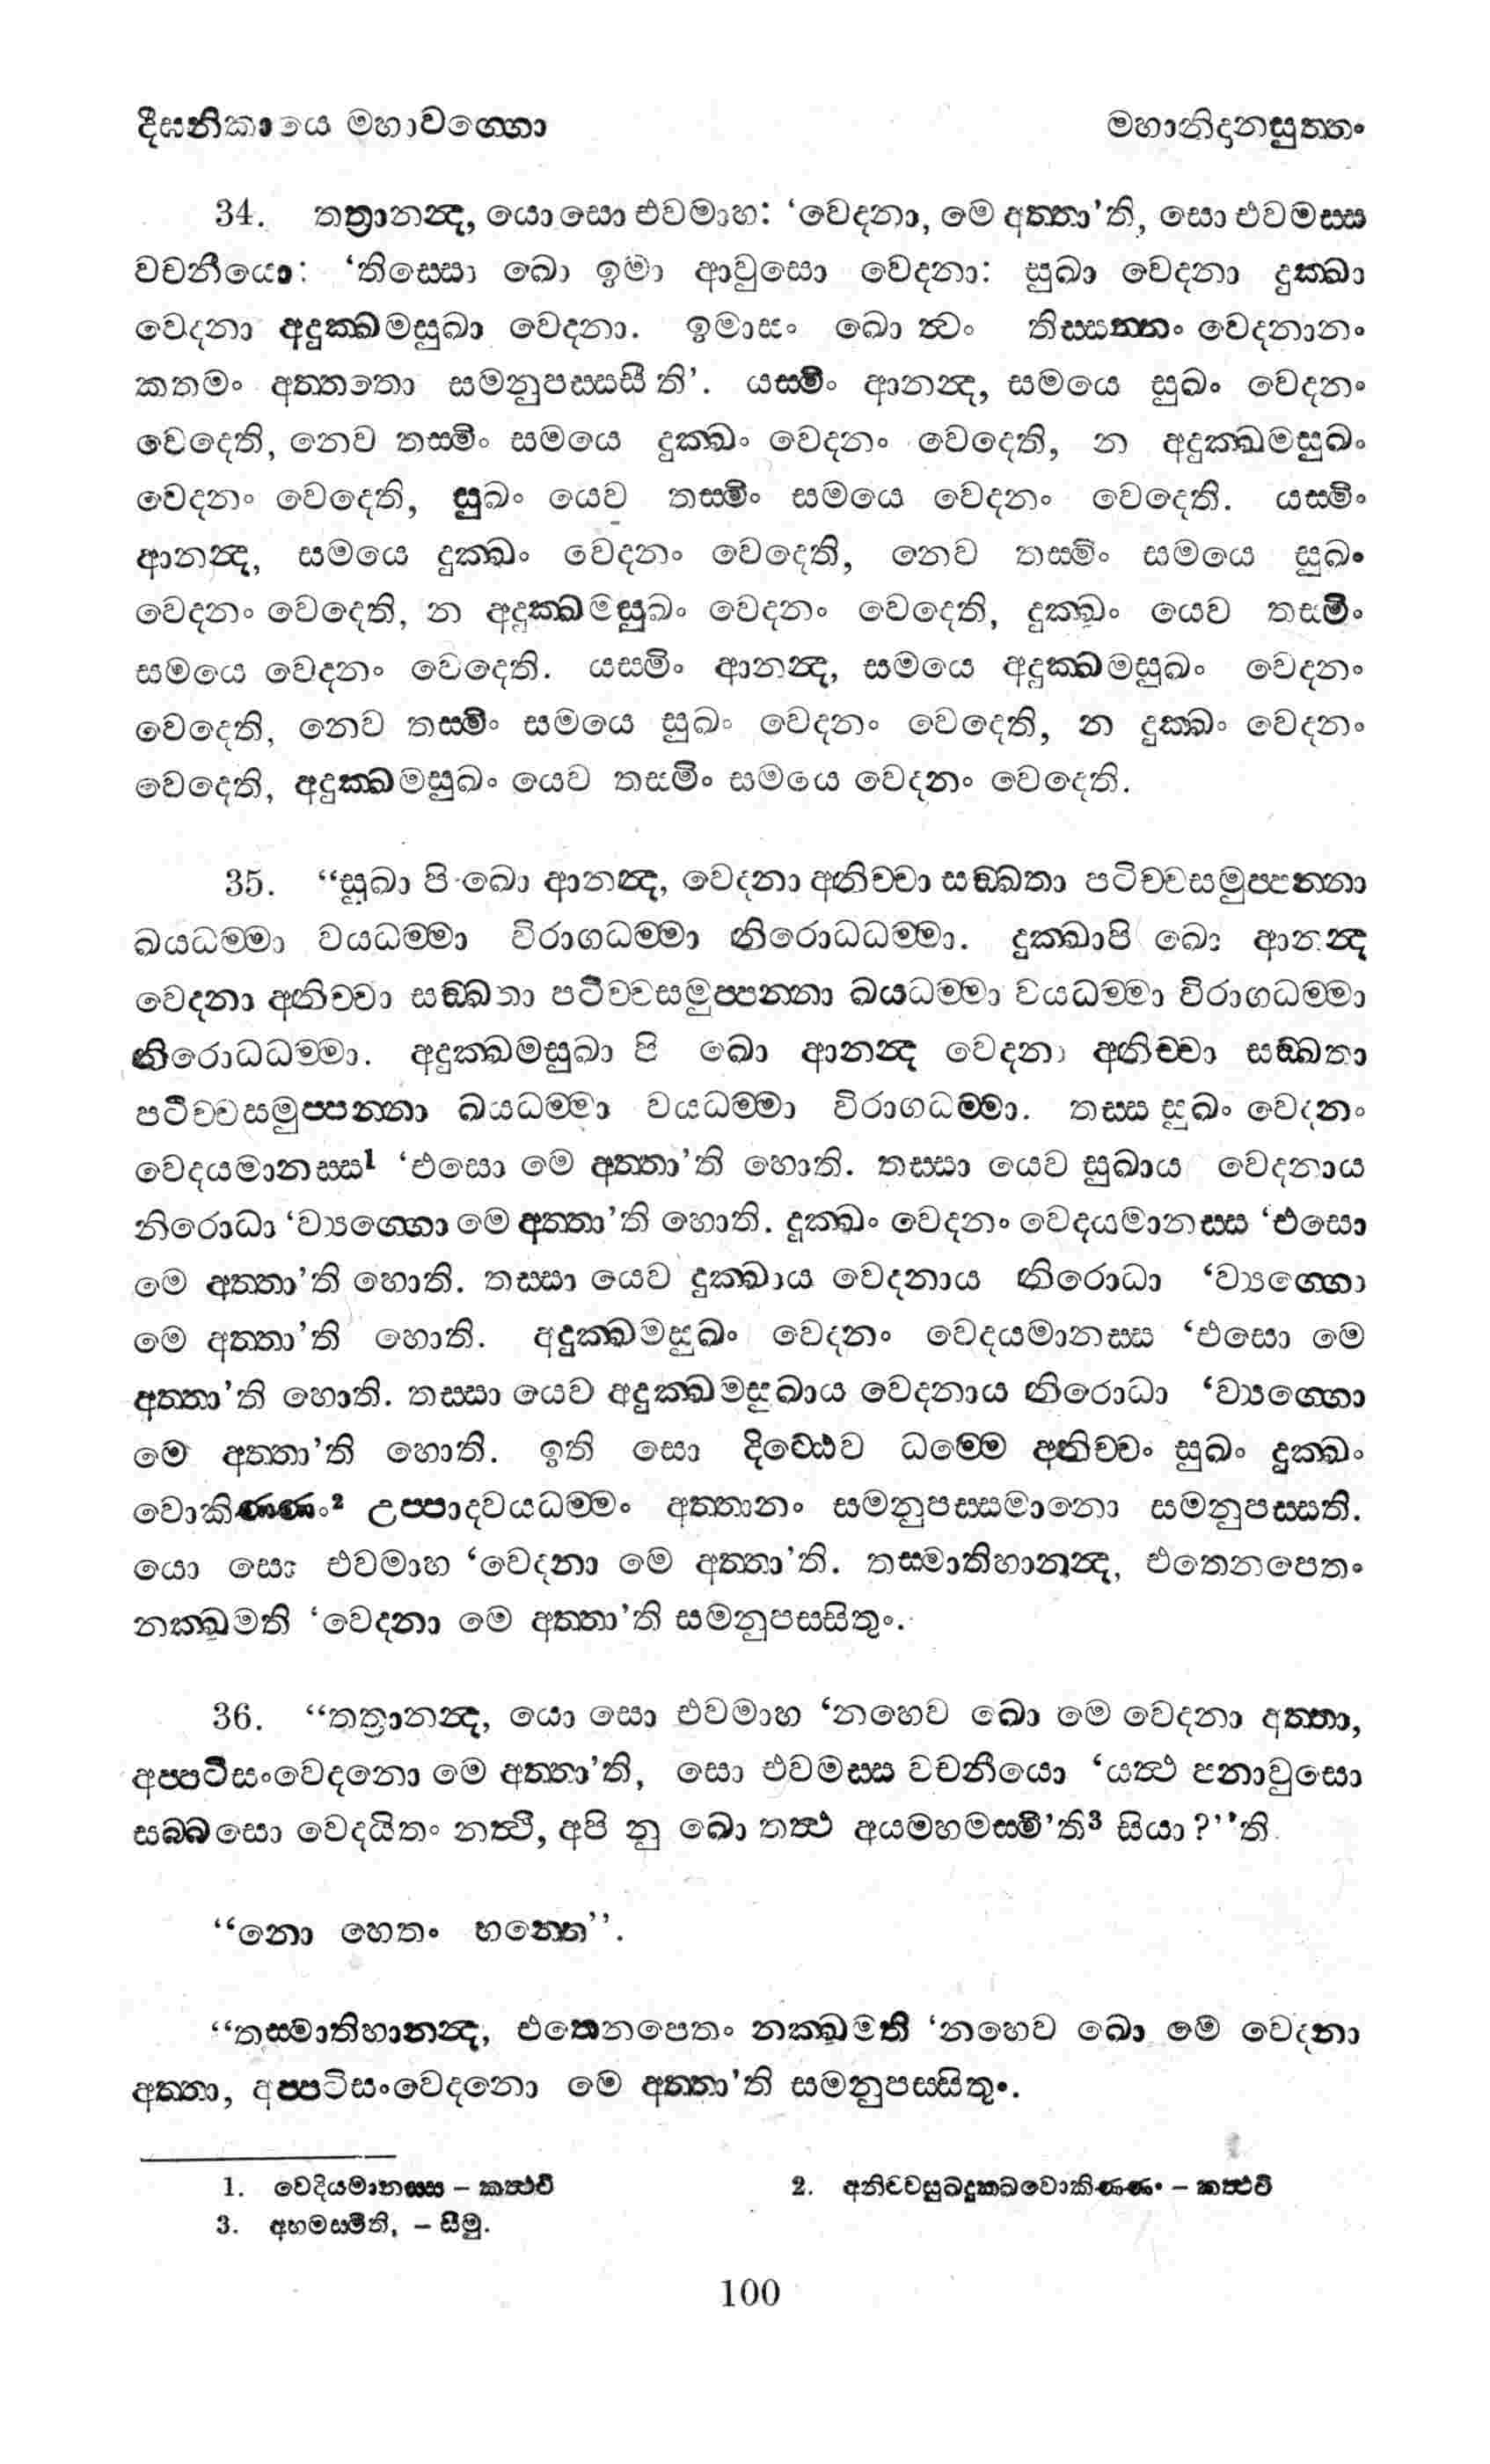 දීඝනිකායෙ මහාවග්ගො මහානිදානසුත්තං
34. තත්‍රානන්ද, යො සො එවමාහ: ‘වෙදනා, මෙ අත්තා’ති, සො එවමස්ස
වචනීයො: ‘තිස්සො ඛො ඉමා ආවුසො වෙදනා: සුඛා වෙදනා දුක්ඛා
වෙදනා අදුක්ඛමසුඛා වෙදනා. ඉමාසං ඛො ත්වං තිස්සන්නං වෙදනානං
කතමං අත්තතො සමනුපස්සසී ති’. යස්මිං ආනන්ද, සමයෙ සුඛං වෙදනං
වෙදෙති, නෙව තස්මිං සමයෙ දුක්ඛං වෙදනං වෙදෙති, න අදුක්ඛමසුඛං
වෙදනං වෙදෙති, සුඛං යෙව තස්මිං සමයෙ වෙදනං වෙදෙති. යස්මිං
ආනන්ද, සමයෙ දුක්ඛං වෙදනං වෙදෙති, නෙව තස්මිං සමයෙ සුඛං
වෙදනං වෙදෙති, න අදුක්ඛමසුඛං වෙදනං වෙදෙති, දුක්ඛං යෙව තස්මිං
සමයෙ වෙදනං වෙදෙති. යස්මිං ආනන්ද, සමයෙ අදුක්ඛමසුඛං වෙදනං
වෙදෙති, නෙව තස්මිං සමයෙ සුඛං වෙදනං වෙදෙති, න දුක්ඛං වෙදනං
වෙදෙති, අදුක්ඛමසුඛං යෙව තස්මිං සමයෙ වෙදනං වෙදෙති.
35. “සුඛා පි ඛො ආනන්ද, වෙදනා අනිච්චා සඞ්ඛතා පටිච්චසමුප්පන්නා
ඛයධම්මා වයධම්මා විරාගධම්මා නිරොධධම්මා. දුක්ඛාපි ඛො ආනන්ද
වෙදනා අනිච්චා සඞ්ඛතා පටිච්චසමුප්පන්නා ඛයධම්මා වයධම්මා විරාගධම්මා
නිරොධධම්මා. අදුක්ඛමසුඛා පි ඛො ආනන්ද වෙදනා අනිච්චා සඞ්ඛතා
පටිච්චසමුප්පන්නා ඛයධම්මා වයධම්මා විරාගධම්මා. තස්ස සුඛං වෙදනං
වෙදයමානස්ස¹ ‘එසො මෙ අත්තා’ති හොති. තස්සා යෙව සුඛාය වෙදනාය
නිරොධා ‘ව්‍යග්ගො මෙ අත්තා’ති හොති. දුක්ඛං වෙදනං වෙදයමානස්ස ‘එසො
මෙ අත්තා’ති හොති. තස්සා යෙව දුක්ඛාය වෙදනාය නිරොධා ‘ව්‍යග්ගො
මෙ අත්තා’ති හොති. අදුක්ඛමසුඛං වෙදනං වෙදයමානස්ස ‘එසො මෙ
අත්තා’ති හොති. තස්සා යෙව අදුක්ඛමසුඛාය වෙදනාය නිරොධා ‘ව්‍යග්ගො
මෙ අත්තා’ති හොති. ඉති සො දිට්ඨෙව ධම්මෙ අනිච්චං සුඛං දුක්ඛං
වොකිණ්ණං² උප්පාදවයධම්මං අත්තානං සමනුපස්සමානො සමනුපස්සති.
යො සො එවමාහ ‘වෙදනා මෙ අත්තා’ති. තස්මාතිහානන්ද, එතෙනපෙතං
නක්ඛමති ‘වෙදනා මෙ අත්තා’ති සමනුපස්සිතුං.
36. “තත්‍රානන්ද, යො සො එවමාහ ‘නහෙව ඛො මෙ වෙදනා අත්තා,
අප්පටිසංවෙදනො මෙ අත්තා’ති, සො එවමස්ස වචනීයො ‘යත්ථ පනාවුසො
සබ්බසො වෙදයිතං නත්ථි, අපි නු ඛො තත්ථ අයමහමස්මී’ති³ සියා?’’ති
“නො හෙතං භන්තෙ”.
“තස්මාතිහානන්ද, එතෙනපෙතං නක්ඛමති ‘නහෙව ඛො මෙ වෙදනා
අත්තා, අප්පටිසංවෙදනො මෙ අත්තා’ති සමනුපස්සිතුං.
1. වෙදියමානස්ස – කත්ථචි 2. අනිච්චසුඛදුක්ඛවොකිණ්ණං – කත්ථචි
3. අහමස්මීති, – සීමු.
100